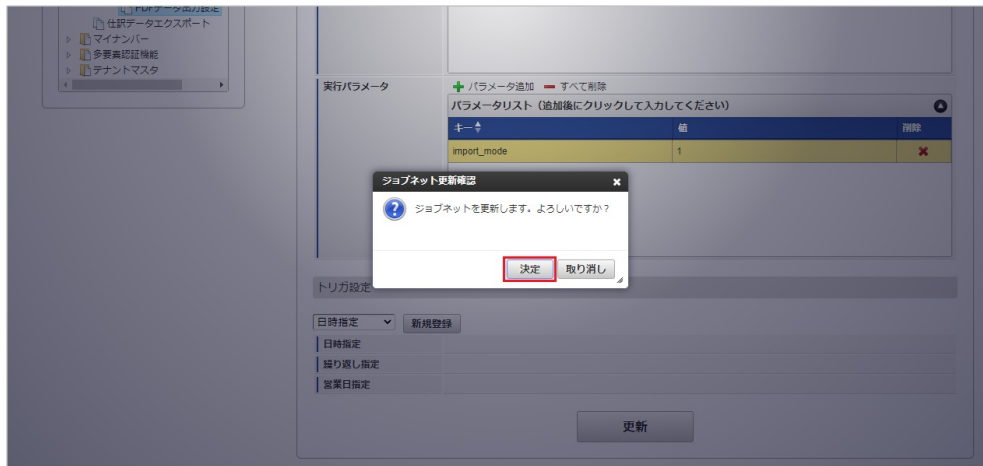 PDFデータ出力設定
仕訳データエクスポート
マイナンバー
多要素認証機能
テナントマスタ
実行パラメータ
パラメータ追加 すべて削除
パラメータリスト（追加後にクリックして入力してください）
キー 値 削除
import_mode 1
ジョブネット更新確認
ジョブネットを更新します。よろしいですか？
決定 取り消し
トリガ設定
日時指定 新規登録
日時指定
繰り返し指定
営業日指定
更新